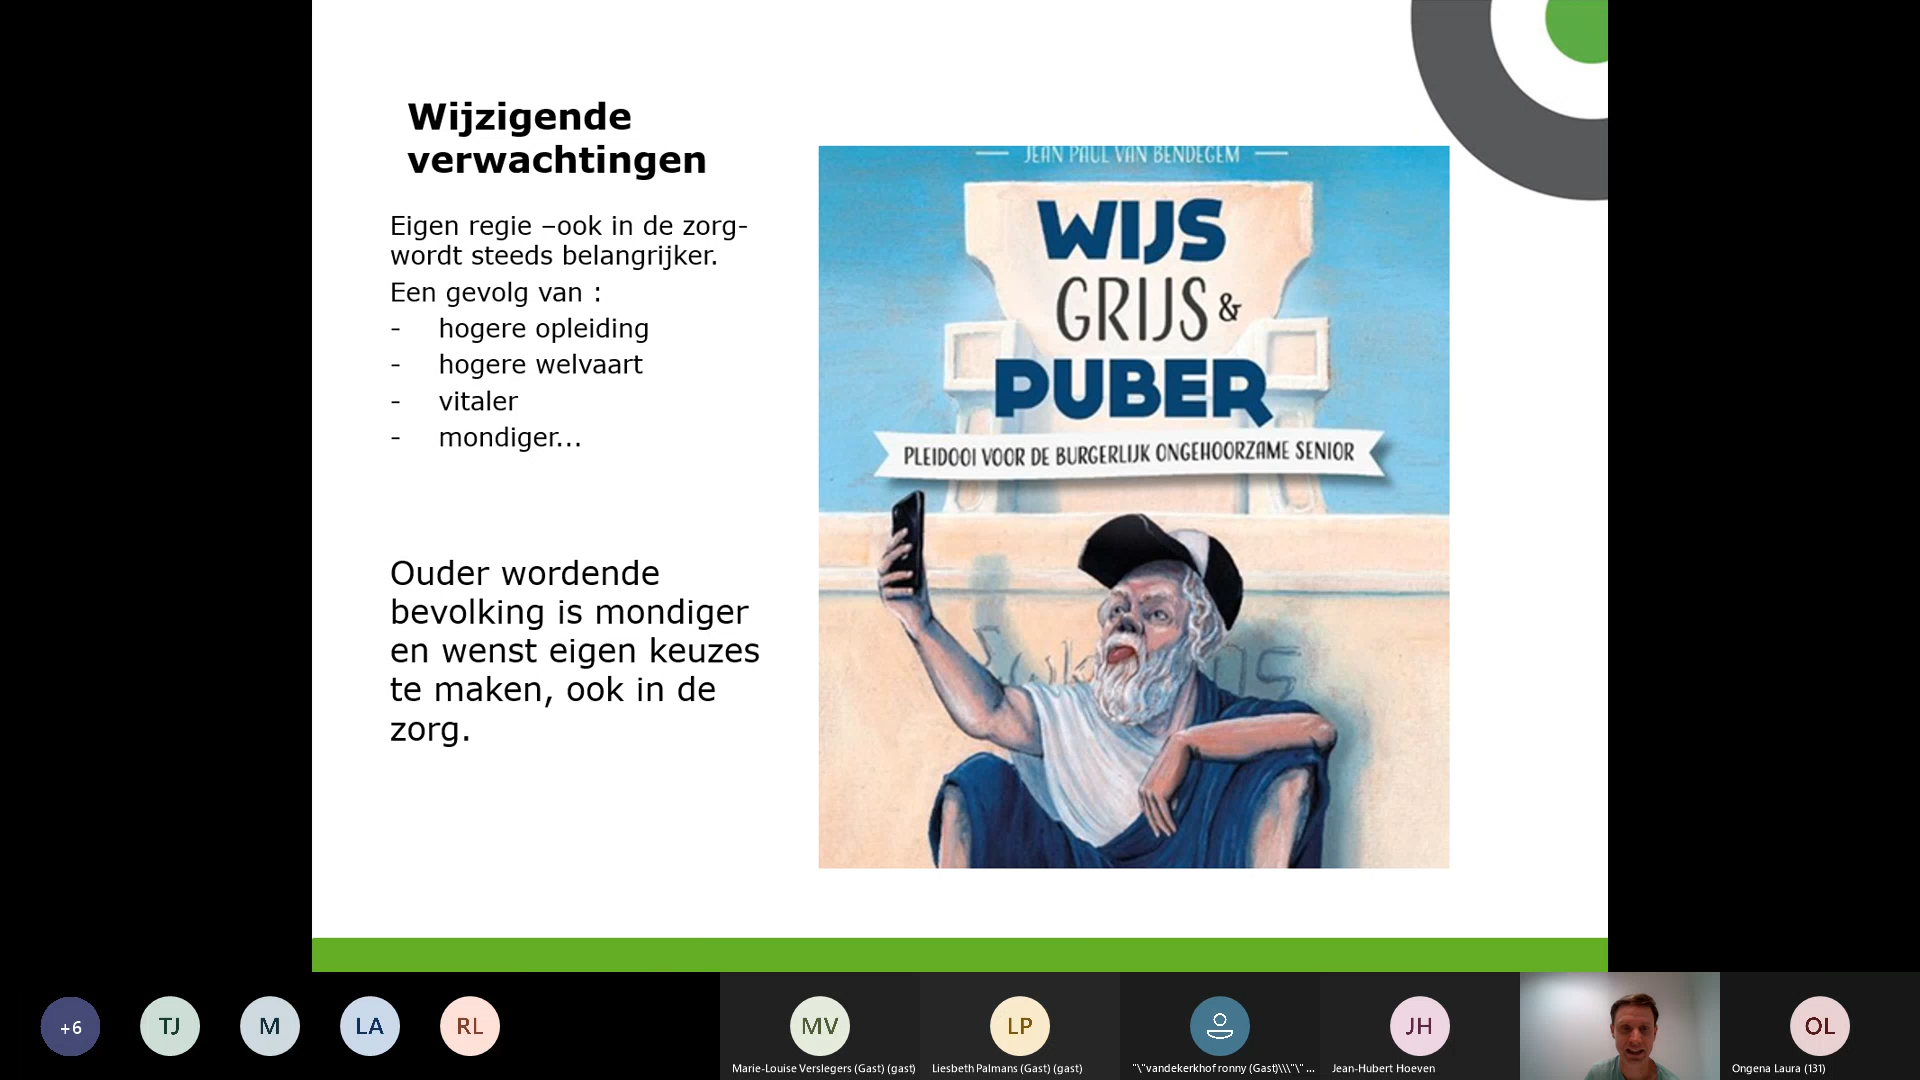 Wijzigende
verwachtingen
Eigen regie –ook in de zorg-
wordt steeds belangrijker.
Een gevolg van :
- hogere opleiding
- hogere welvaart
- vitaler
- mondiger...
Ouder wordende
bevolking is mondiger
en wenst eigen keuzes
te maken, ook in de
zorg.
JEAN PAUL VAN BENDEGEM
WIJS
GRIJS &
PUBER
PLEIDOOI VOOR DE BURGERLIJK ONGEHOORZAME SENIOR
+6
TJ
M
LA
RL
MV
LP
JH
OL
Marie-Louise Verslegers (Gast) (gast)
Liesbeth Palmans (Gast) (gast)
"\"vandekerkhof ronny (Gast)\\\"\" ...
Jean-Hubert Hoeven
Ongena Laura (131)